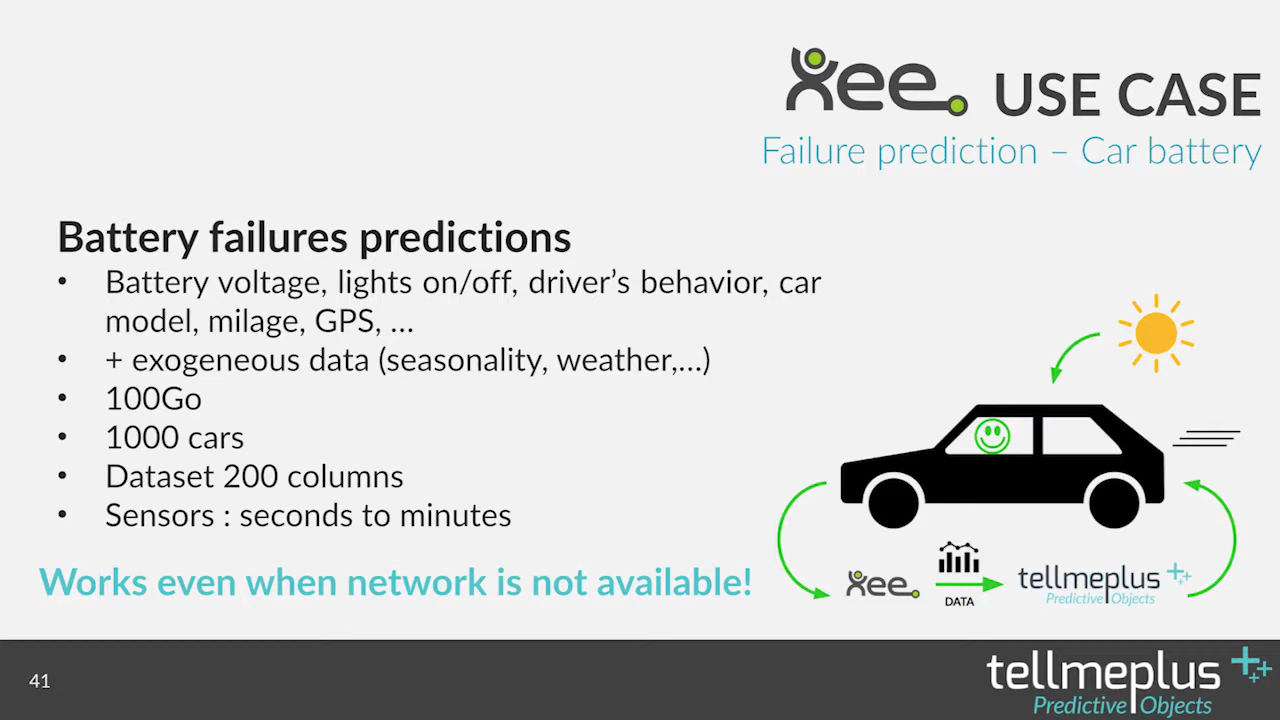 xee. USE CASE
Failure prediction – Car battery
Battery failures predictions
• Battery voltage, lights on/off, driver’s behavior, car
model, milage, GPS, ...
• + exogeneous data (seasonality, weather,...)
• 100Go
• 1000 cars
• Dataset 200 columns
• Sensors : seconds to minutes
Works even when network is not available!
xee.
DATA
tellmeplus
Predictive Objects
41
tellmeplus
Predictive Objects